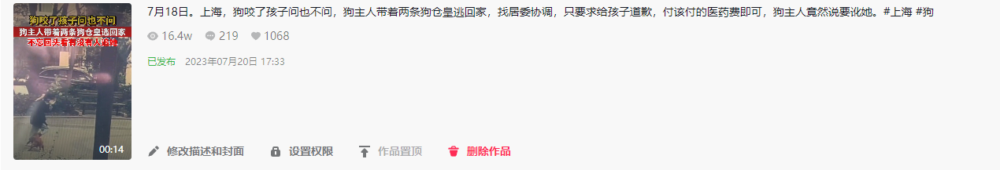 狗咬了孩子问也不问
狗主人带着两条狗仓皇逃回家
不忘回头看有没有人追他
00:14
7月18日。上海，狗咬了孩子问也不问，狗主人带着两条狗仓皇逃回家，找居委协调，只要求给孩子道歉，付该付的医药费即可，狗主人竟然说要讹她。#上海 #狗
16.4w 219 1068
已发布 2023年07月20日 17:33
修改描述和封面 设置权限 作品置顶 删除作品